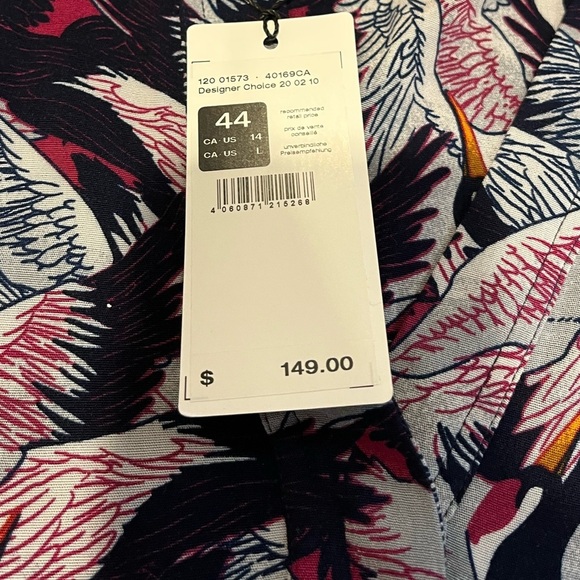 120 01573 · 40169CA
Designer Choice 20 02 10
44
CA·US 14
CA·US L
recommended
retail price
prix de vente
conseillé
unverbindliche
Preisempfehlung
4 060871 215268
$ 149.00